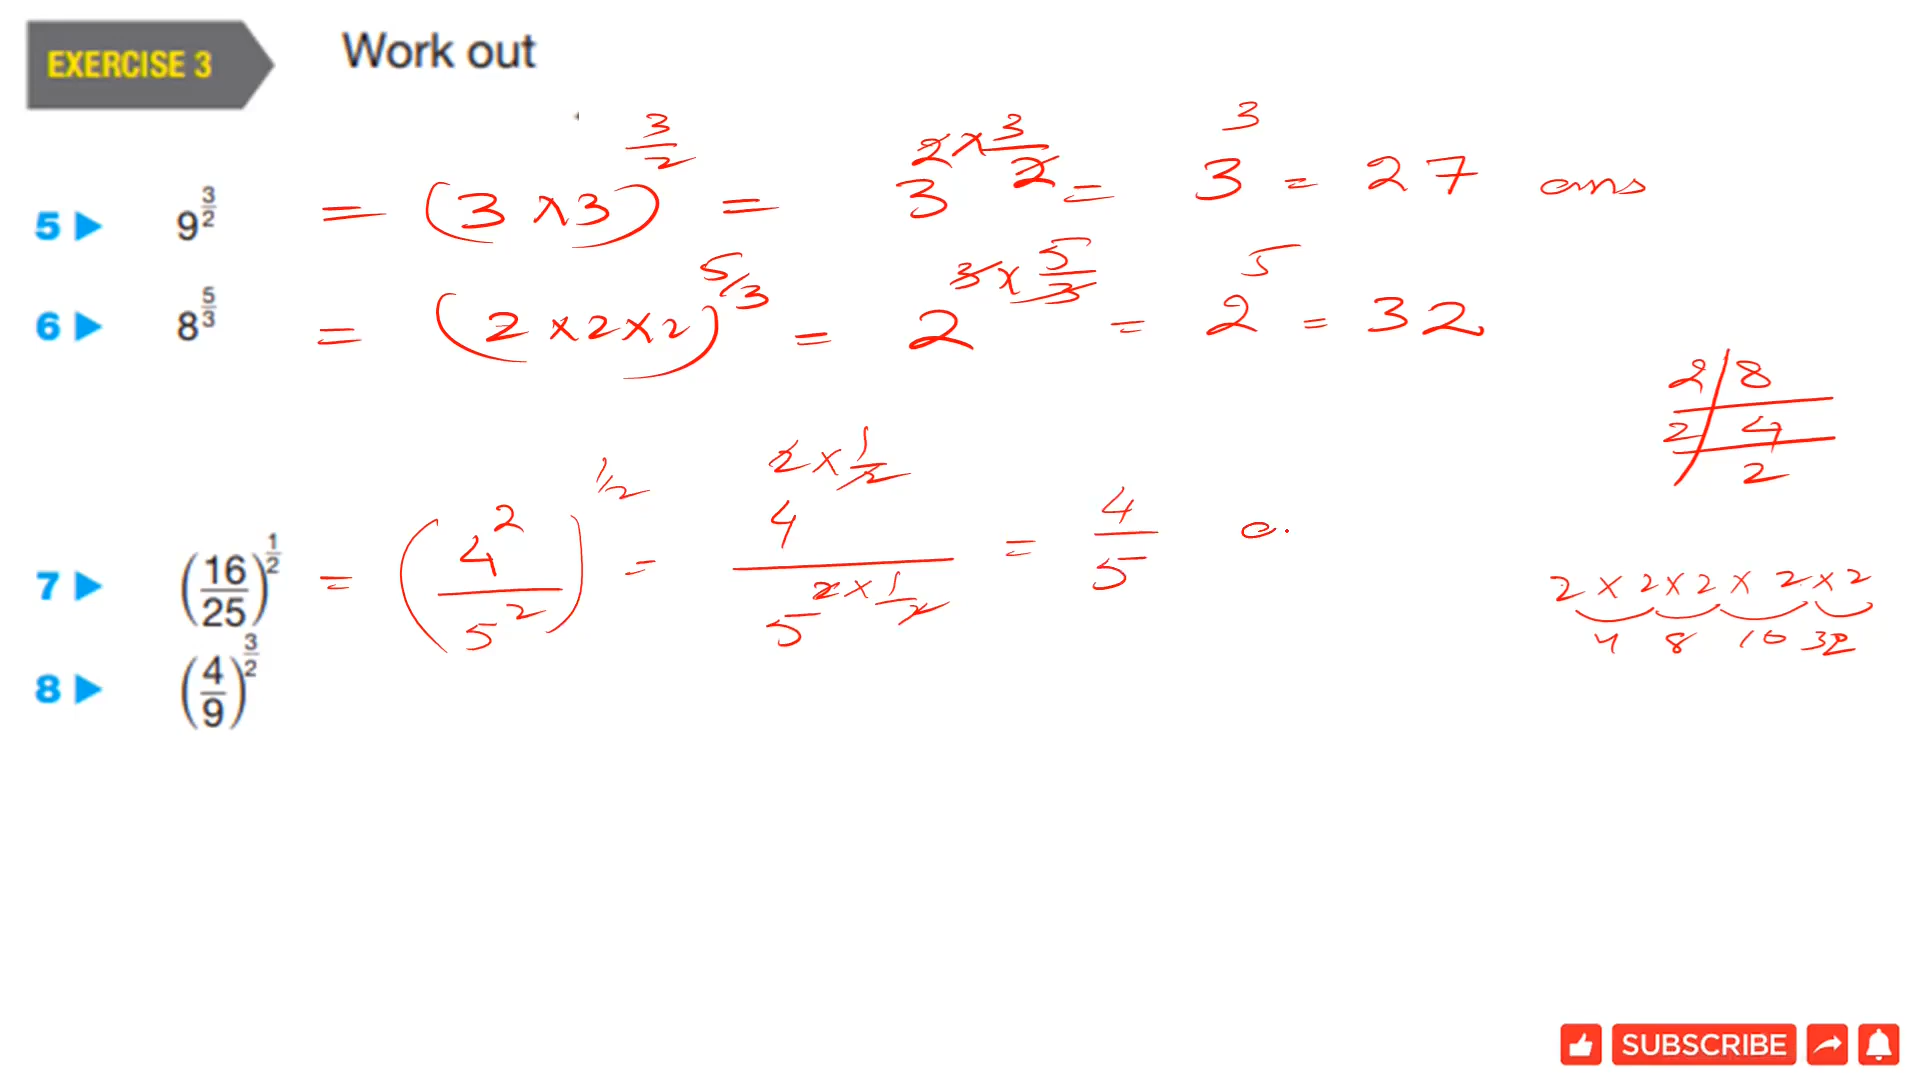 EXERCISE 3 Work out
5 ▶ 9^(3/2) = (3 × 3)^(3/2) = 3^(2 × 3/2) = 3^3 = 27 ans
6 ▶ 8^(5/3) = (2 × 2 × 2)^(5/3) = 2^(3 × 5/3) = 2^5 = 32
2 | 8
2 | 4
2
7 ▶ (16/25)^(1/2) = (4^2/5^2)^(1/2) = 4^(2 × 1/2)/5^(2 × 1/2) = 4/5
2 × 2 × 2 × 2 × 2
4 8 16 32
8 ▶ (4/9)^(3/2)
SUBSCRIBE